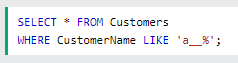 SELECT * FROM Customers
WHERE CustomerName LIKE 'a__%';